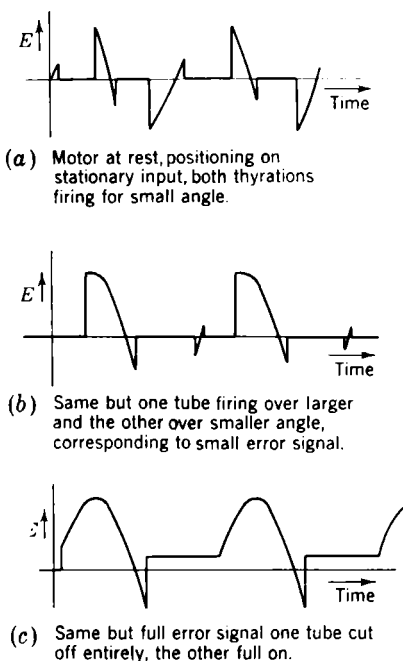 E
Time
(a) Motor at rest, positioning on
stationary input, both thyrations
firing for small angle.
E
Time
(b) Same but one tube firing over larger
and the other over smaller angle,
corresponding to small error signal.
E
Time
(c) Same but full error signal one tube cut
off entirely, the other full on.